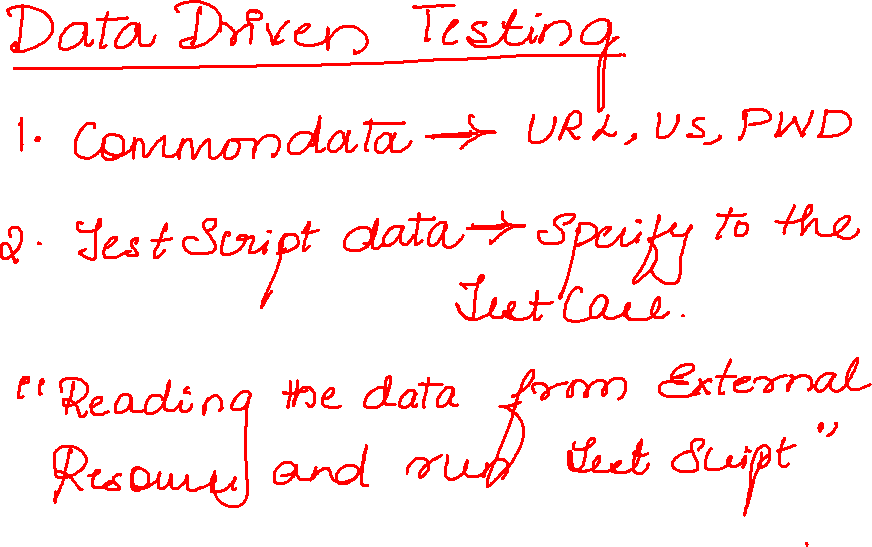 Data Driven Testing
1. Commondata → URL, US, PWD
2. Test Script data → Specify to the
Test Case.
"Reading the data from External
Resource and run Test Script"